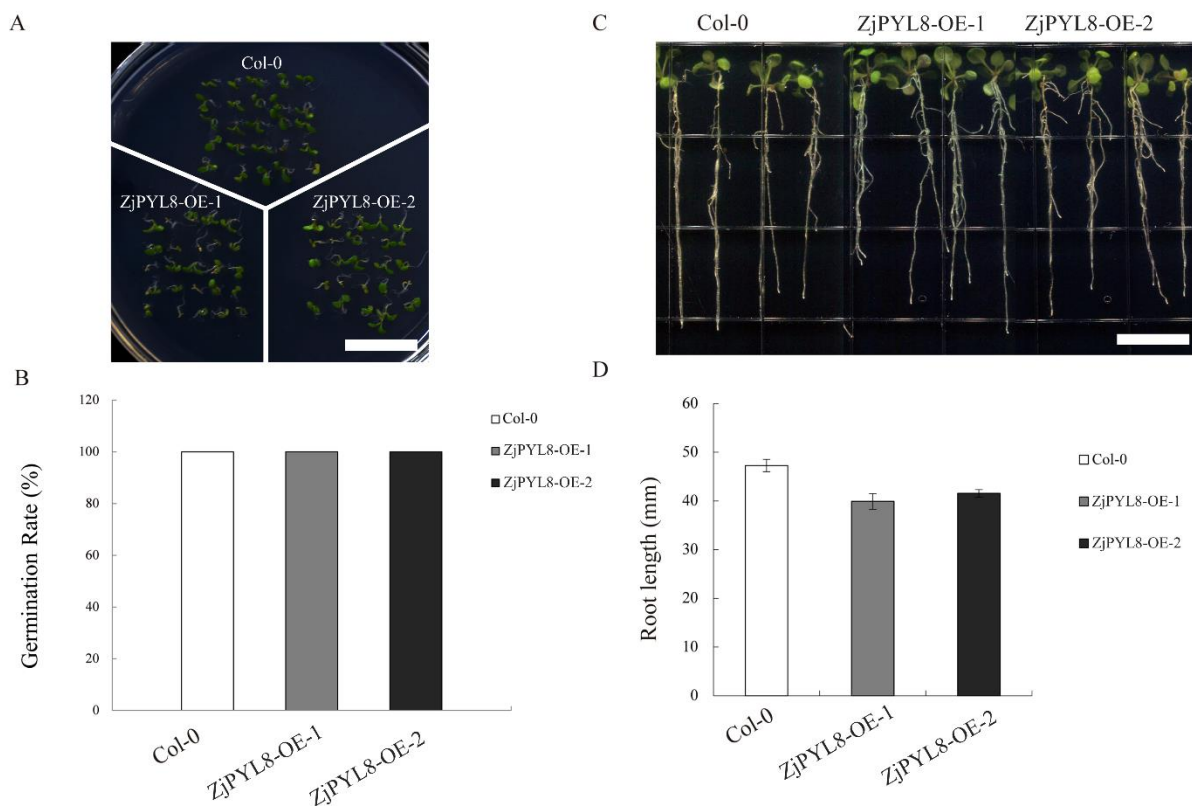 A
Col-0
ZjPYL8-OE-1
ZjPYL8-OE-2
B
120
100
80
60
40
20
0
Germination Rate (%)
Col-0
ZjPYL8-OE-1
ZjPYL8-OE-2
Col-0
ZjPYL8-OE-1
ZjPYL8-OE-2
C
Col-0
ZjPYL8-OE-1
ZjPYL8-OE-2
D
60
50
40
30
20
10
0
Root length (mm)
Col-0
ZjPYL8-OE-1
ZjPYL8-OE-2
Col-0
ZjPYL8-OE-1
ZjPYL8-OE-2